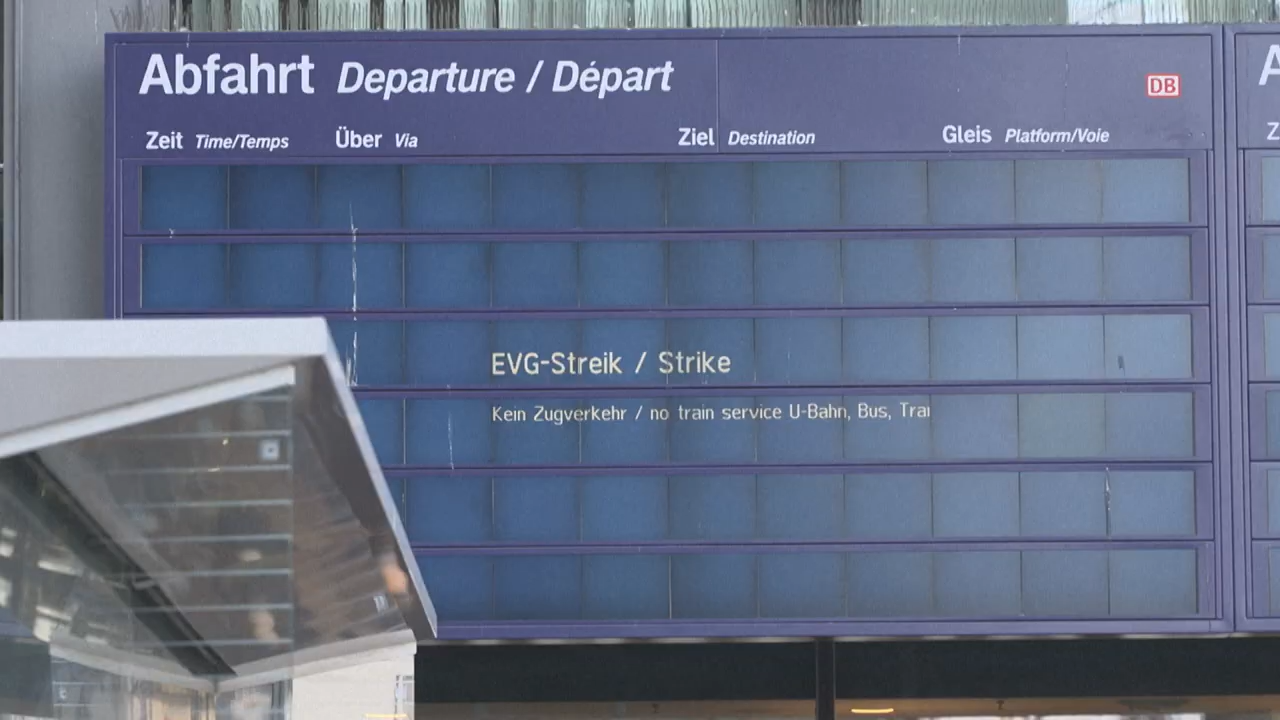 Abfahrt Departure / Départ
DB
Zeit Time/Temps Über Via Ziel Destination Gleis Platform/Voie
EVG-Streik / Strike
Kein Zugverkehr / no train service U-Bahn, Bus, Tra